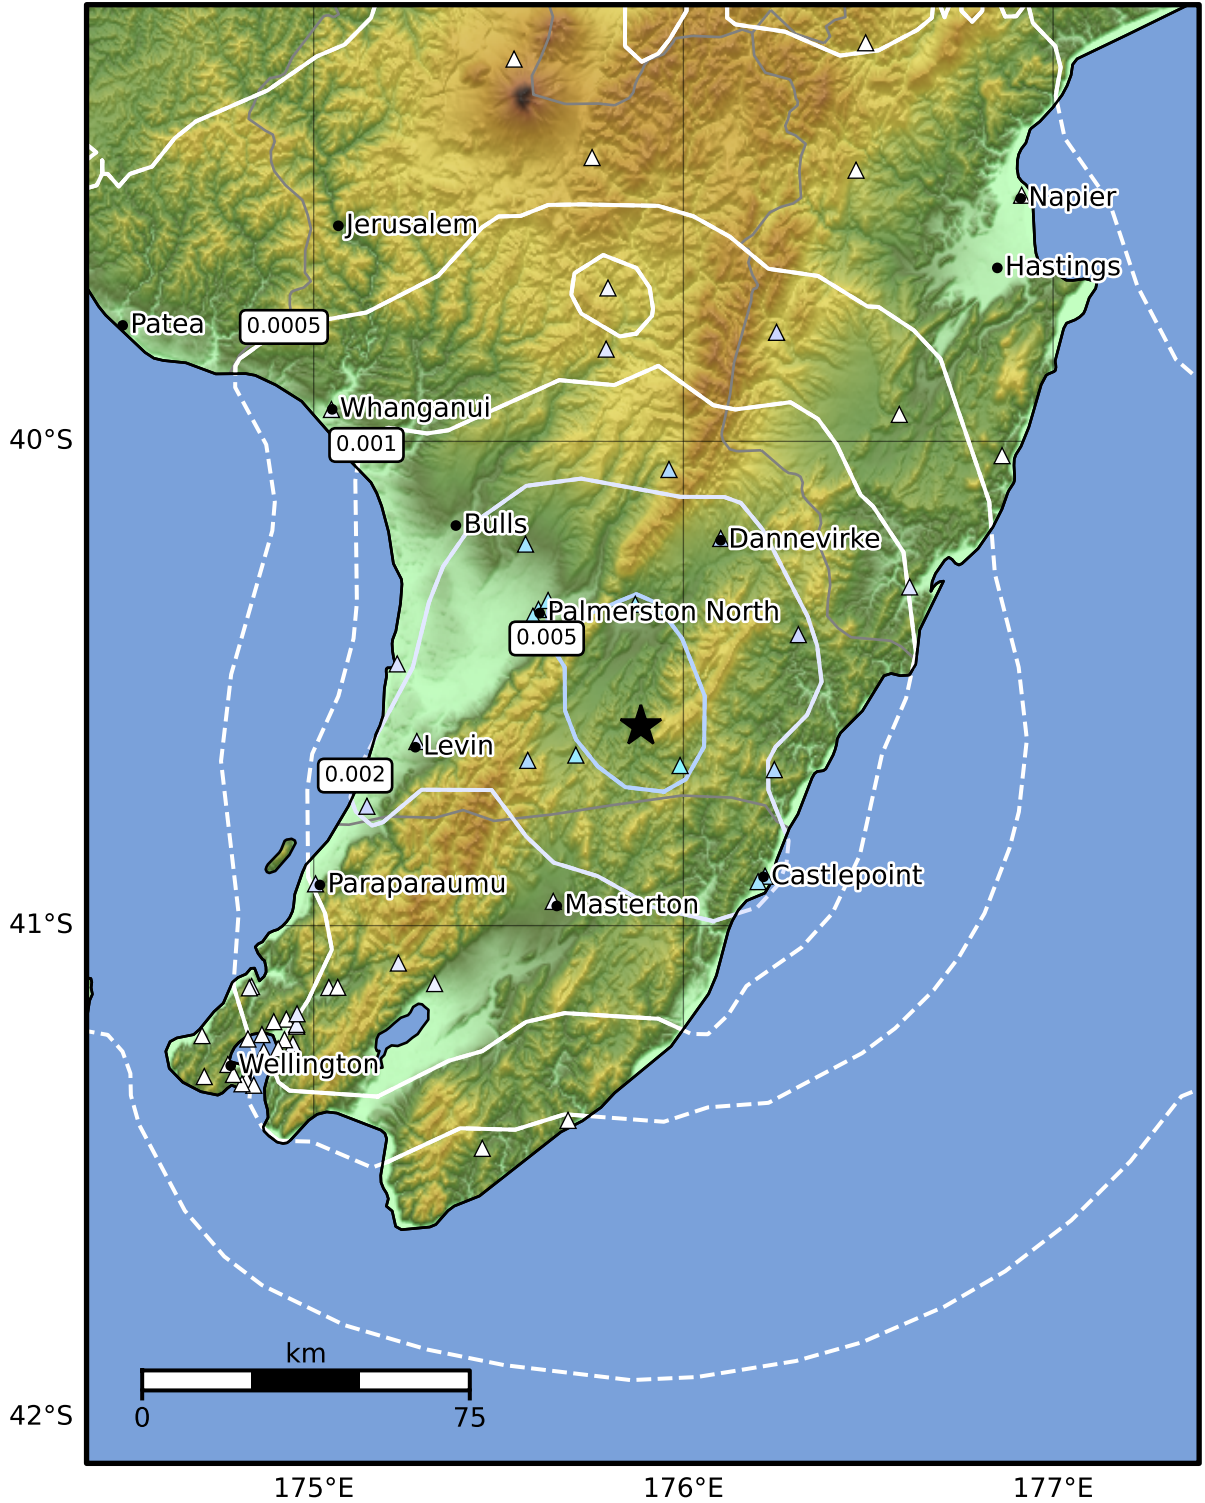 Napier
Jerusalem
Hastings
Patea
0.0005
Whanganui
40°S
0.001
Bulls
Dannevirke
Palmerston North
0.005
Levin
0.002
Castlepoint
Paraparaumu
Masterton
41°S
Wellington
km
0
75
42°S
175°E
176°E
177°E